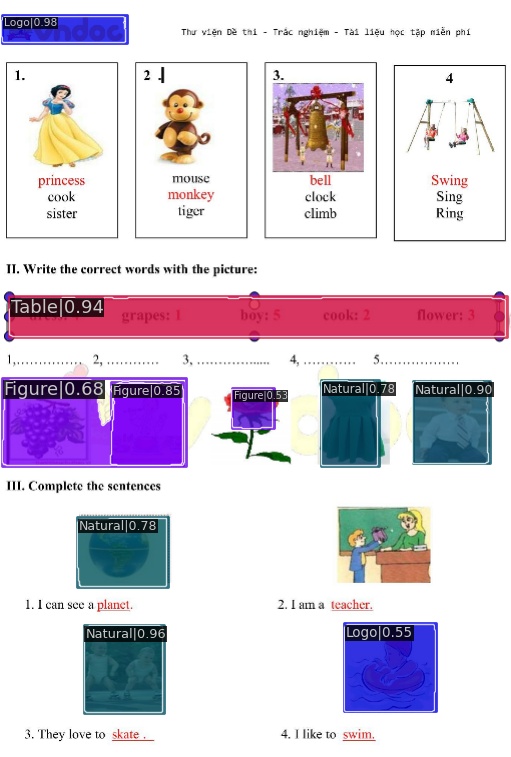 Logo|0.98
Thư viện Đề thi - Trắc nghiệm - Tài liệu học tập miễn phí
1. 2 . 3. 4
princess mouse bell Swing
cook monkey clock Sing
sister tiger climb Ring
II. Write the correct words with the picture:
Table|0.94
grapes: 1 boy: 5 cook: 2 flower: 3
1,…………… 2, ………… 3, ……………..... 4, ………… 5………………
Figure|0.68 Figure|0.85 Figure|0.53 Natural|0.78 Natural|0.90
III. Complete the sentences
Natural|0.78
1. I can see a planet. 2. I am a teacher.
Natural|0.96 Logo|0.55
3. They love to skate . 4. I like to swim.